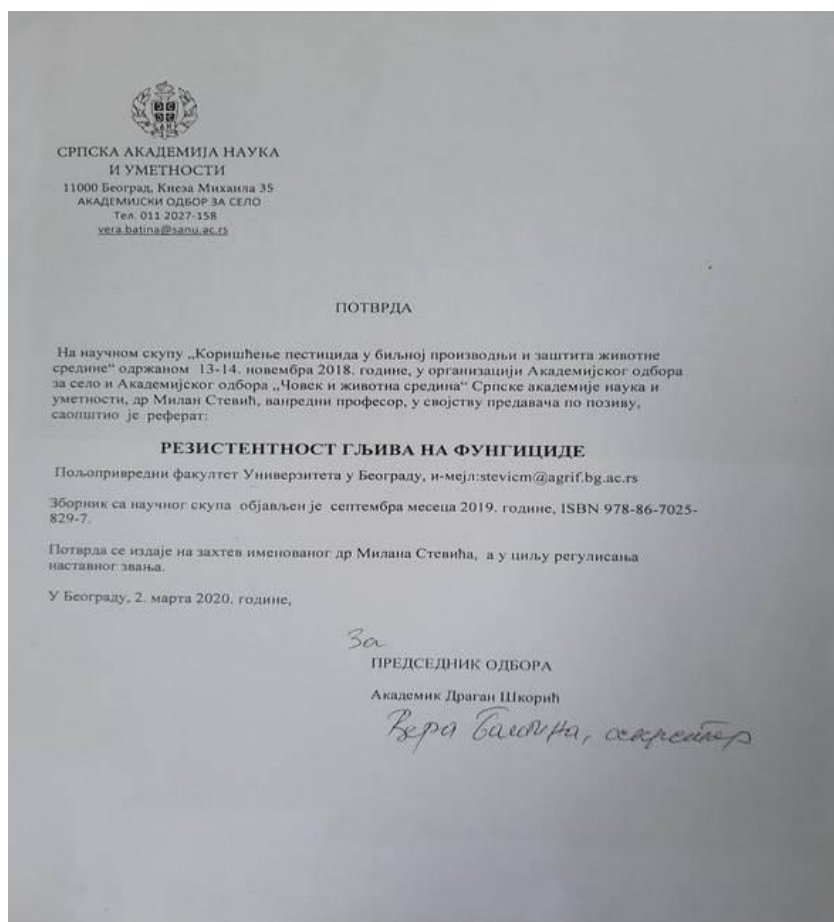 СРПСКА АКАДЕМИЈА НАУКА
И УМЕТНОСТИ
11000 Београд, Кнеза Михаила 35
АКАДЕМИЈСКИ ОДБОР ЗА СЕЛО
Тел. 011 2027-158
vera.batina@sanu.ac.rs
ПОТВРДА
На научном скупу „Коришћење пестицида у биљној производњи и заштита животне
средине“ одржаном 13-14. новембра 2018. године, у организацији Академијског одбора
за село и Академијског одбора „Човек и животна средина“ Српске академије наука и
уметности, др Милан Стевић, ванредни професор, у својству предавача по позиву,
саопштио је реферат:
РЕЗИСТЕНТНОСТ ГЉИВА НА ФУНГИЦИДЕ
Пољопривредни факултет Универзитета у Београду, и-мејл:stevicm@agrif.bg.ac.rs
Зборник са научног скупа објављен је септембра месеца 2019. године, ISBN 978-86-7025-
829-7.
Потврда се издаје на захтев именованог др Милана Стевића, а у циљу регулисања
наставног звања.
У Београду, 2. марта 2020. године,
За
ПРЕДСЕДНИК ОДБОРА
Академик Драган Шкорић
Вера Батина, секретар